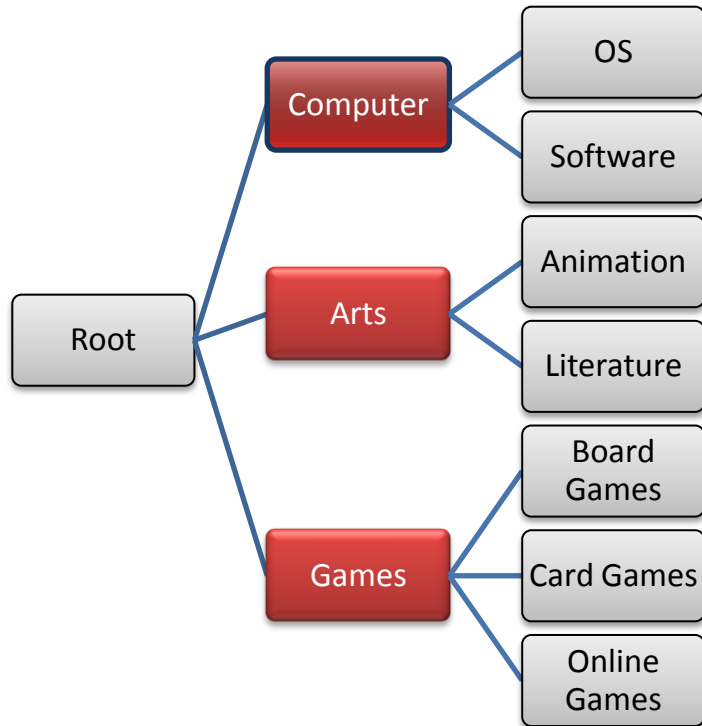 Root
Computer
OS
Software
Arts
Animation
Literature
Games
Board
Games
Card Games
Online
Games